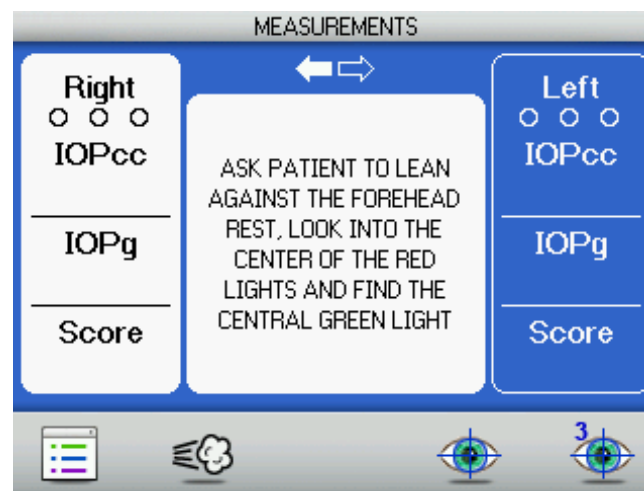 MEASUREMENTS
Right
IOPcc
IOPg
Score
ASK PATIENT TO LEAN
AGAINST THE FOREHEAD
REST, LOOK INTO THE
CENTER OF THE RED
LIGHTS AND FIND THE
CENTRAL GREEN LIGHT
Left
IOPcc
IOPg
Score
3